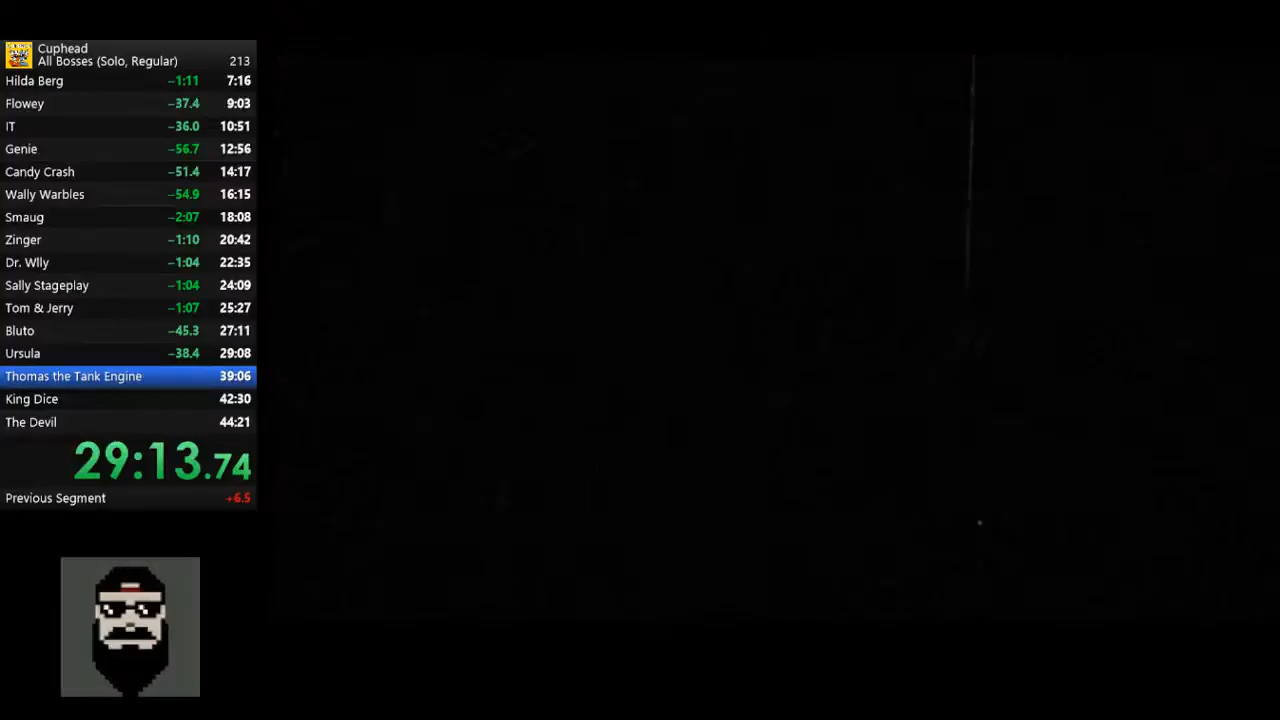 Cuphead
All Bosses (Solo, Regular) 213
Hilda Berg −1:11 7:16
Flowey −37.4 9:03
IT −36.0 10:51
Genie −56.7 12:56
Candy Crash −51.4 14:17
Wally Warbles −54.9 16:15
Smaug −2:07 18:08
Zinger −1:10 20:42
Dr. Wlly −1:04 22:35
Sally Stageplay −1:04 24:09
Tom & Jerry −1:07 25:27
Bluto −45.3 27:11
Ursula −38.4 29:08
Thomas the Tank Engine 39:06
King Dice 42:30
The Devil 44:21
29:13.74
Previous Segment +6.5